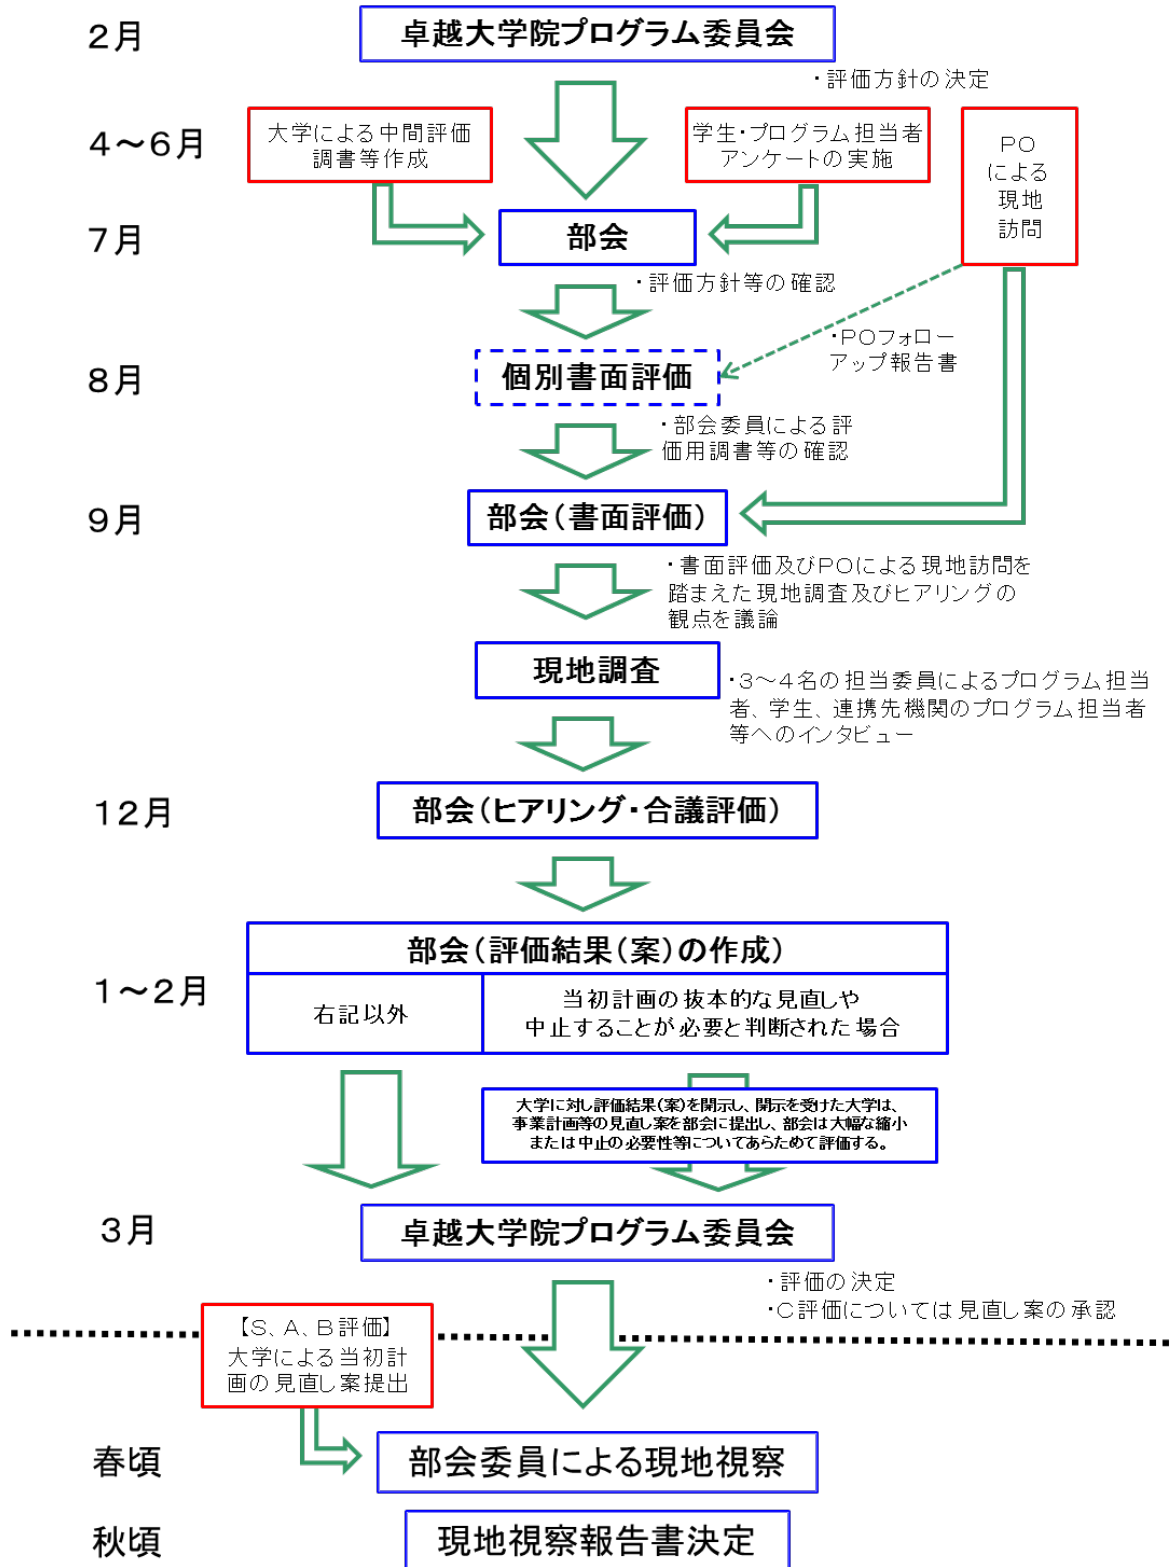 2月
卓越大学院プログラム委員会
・評価方針の決定
4～6月
大学による中間評価
調書等作成
学生・プログラム担当者
アンケートの実施
PO
による
現地
訪問
7月
部会
・評価方針等の確認
・POフォロー
アップ報告書
8月
個別書面評価
・部会委員による評
価用調書等の確認
9月
部会（書面評価）
・書面評価及びPOによる現地訪問を
踏まえた現地調査及びヒアリングの
観点を議論
現地調査
・3～4名の担当委員によるプログラム担当
者、学生、連携先機関のプログラム担当者
等へのインタビュー
12月
部会（ヒアリング・合議評価）
1～2月
部会（評価結果（案）の作成）
右記以外
当初計画の抜本的な見直しや
中止することが必要と判断された場合
大学に対し評価結果（案）を開示し、開示を受けた大学は、
事業計画等の見直し案を部会に提出し、部会は大幅な縮小
または中止の必要性等についてあらためて評価する。
3月
卓越大学院プログラム委員会
・評価の決定
・C評価については見直し案の承認
【S、A、B評価】
大学による当初計
画の見直し案提出
春頃
部会委員による現地視察
秋頃
現地視察報告書決定